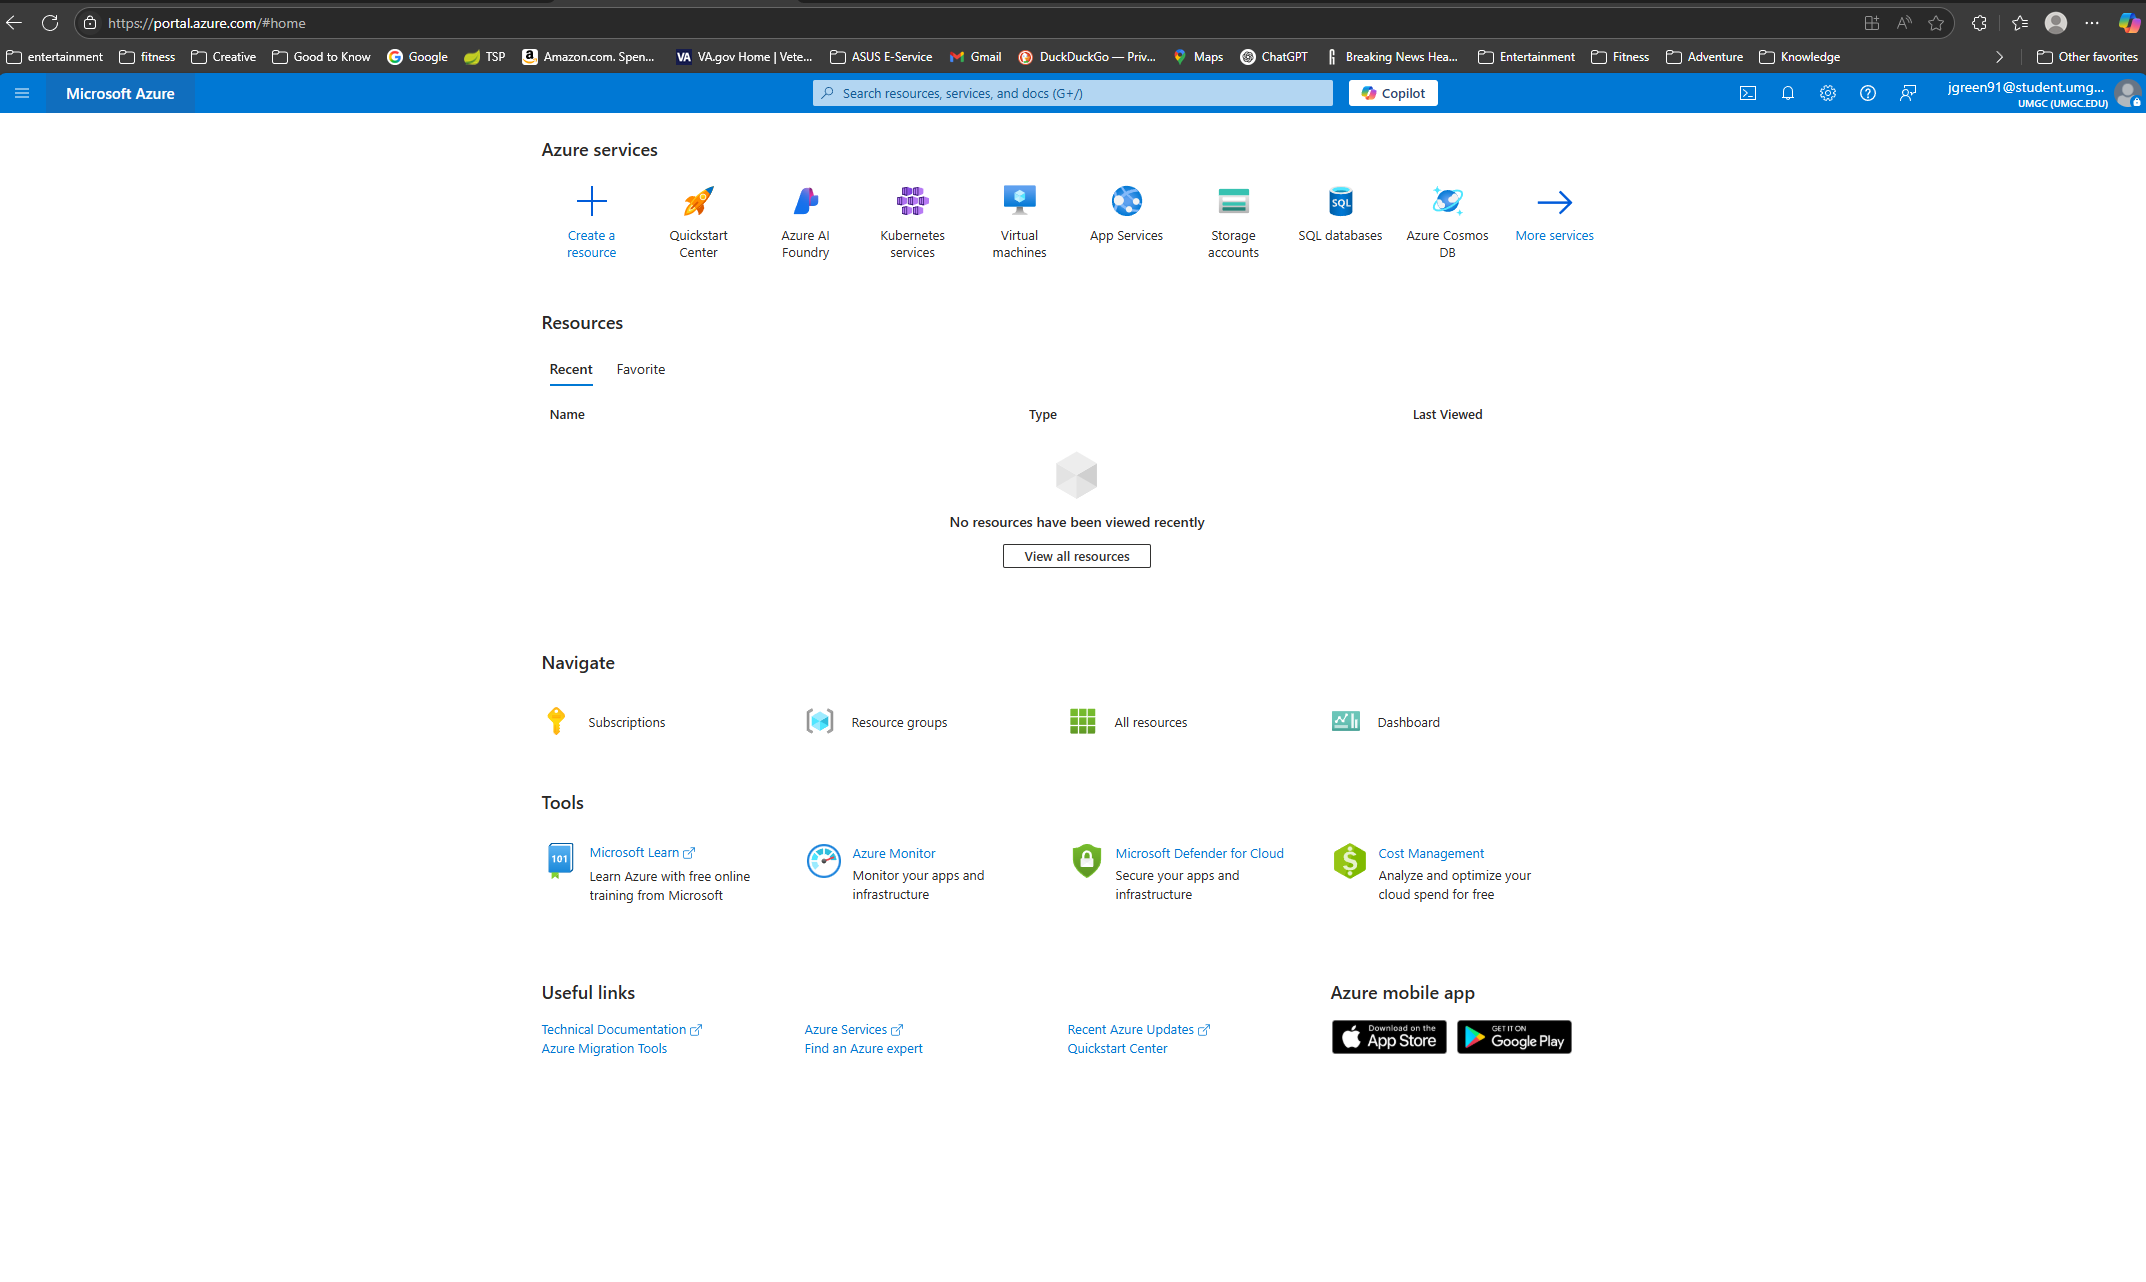 https://portal.azure.com/#home
entertainment fitness Creative Good to Know Google TSP Amazon.com. Spen... VA VA.gov Home | Vete... ASUS E-Service Gmail DuckDuckGo — Priv... Maps ChatGPT Breaking News Hea... Entertainment Fitness Adventure Knowledge Other favorites
Microsoft Azure Search resources, services, and docs (G+/) Copilot jgreen91@student.umg...
UMGC (UMGC.EDU)
Azure services
Create a resource
Quickstart Center
Azure AI Foundry
Kubernetes services
Virtual machines
App Services
Storage accounts
SQL
SQL databases
Azure Cosmos DB
More services
Resources
Recent Favorite
Name Type Last Viewed
No resources have been viewed recently
View all resources
Navigate
Subscriptions Resource groups All resources Dashboard
Tools
101
Microsoft Learn
Learn Azure with free online
training from Microsoft
Azure Monitor
Monitor your apps and
infrastructure
Microsoft Defender for Cloud
Secure your apps and
infrastructure
Cost Management
Analyze and optimize your
cloud spend for free
Useful links
Technical Documentation Azure Services Recent Azure Updates
Azure Migration Tools Find an Azure expert Quickstart Center
Azure mobile app
Download on the
App Store
GET IT ON
Google Play